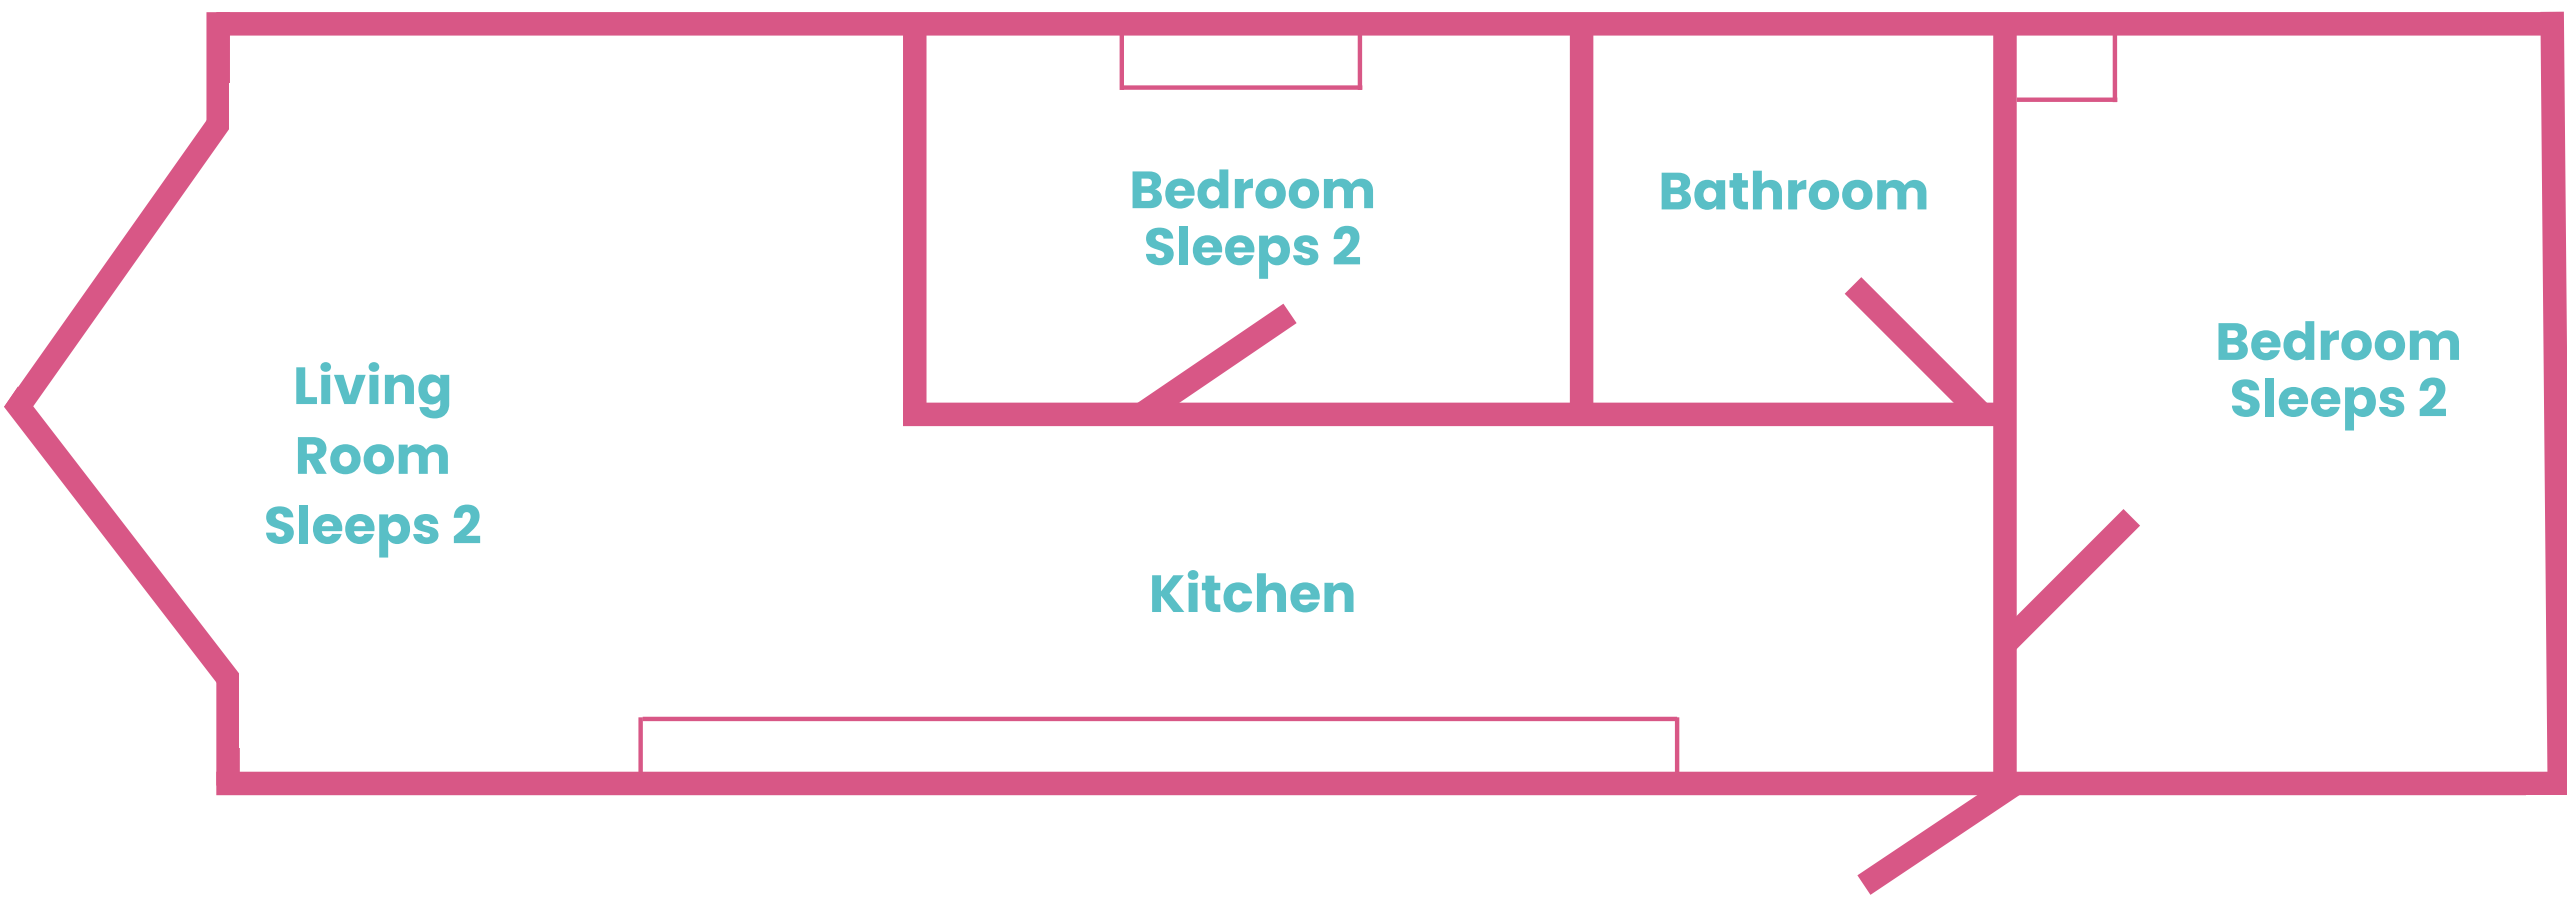 Living
Room
Sleeps 2
Bedroom
Sleeps 2
Bathroom
Kitchen
Bedroom
Sleeps 2